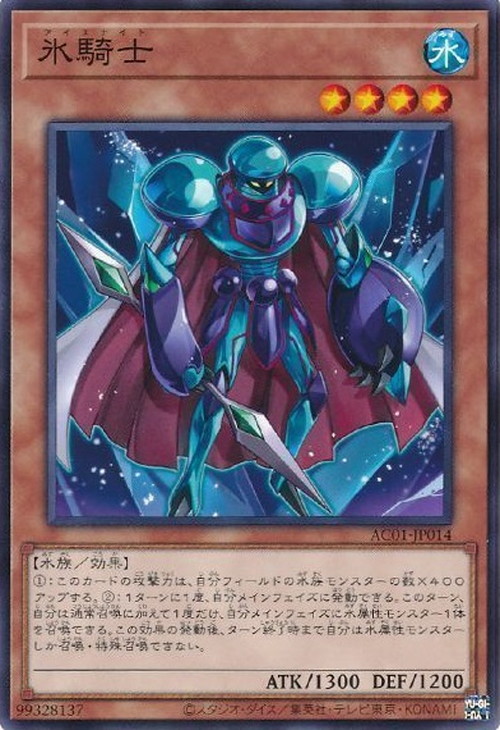 アイスナイト
氷騎士
水
AC01-JP014
【水族／効果】
①：このカードの攻撃力は、自分フィールドの水族モンスターの数×400
アップする。②：1ターンに1度、自分メインフェイズに発動できる。このターン、
自分は通常召喚に加えて1度だけ、自分メインフェイズに水属性モンスター1体
を召喚できる。この効果の発動後、ターン終了時まで自分は水属性モンスター
しか召喚・特殊召喚できない。
ATK/1300 DEF/1200
99328137 ©スタジオ・ダイス／集英社・テレビ東京・KONAMI